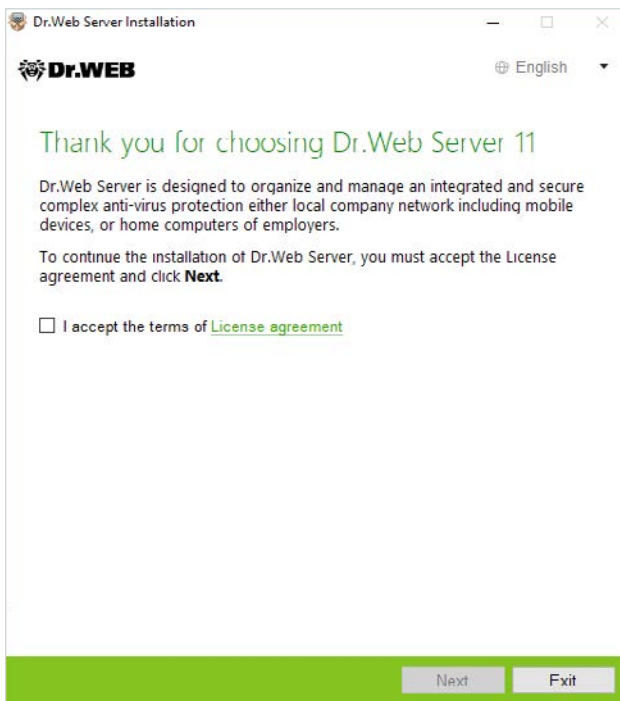 Dr.Web Server Installation
Dr.WEB
English
Thank you for choosing Dr.Web Server 11
Dr.Web Server is designed to organize and manage an integrated and secure
complex anti-virus protection either local company network including mobile
devices, or home computers of employers.
To continue the installation of Dr.Web Server, you must accept the License
agreement and click Next.
I accept the terms of License agreement
Next
Exit